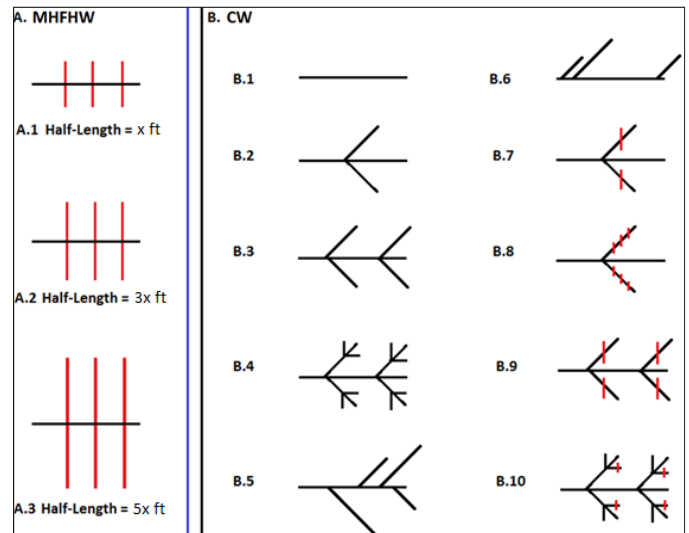 A. MHFHW
A.1 Half-Length = x ft
A.2 Half-Length = 3x ft
A.3 Half-Length = 5x ft
B. CW
B.1
B.2
B.3
B.4
B.5
B.6
B.7
B.8
B.9
B.10